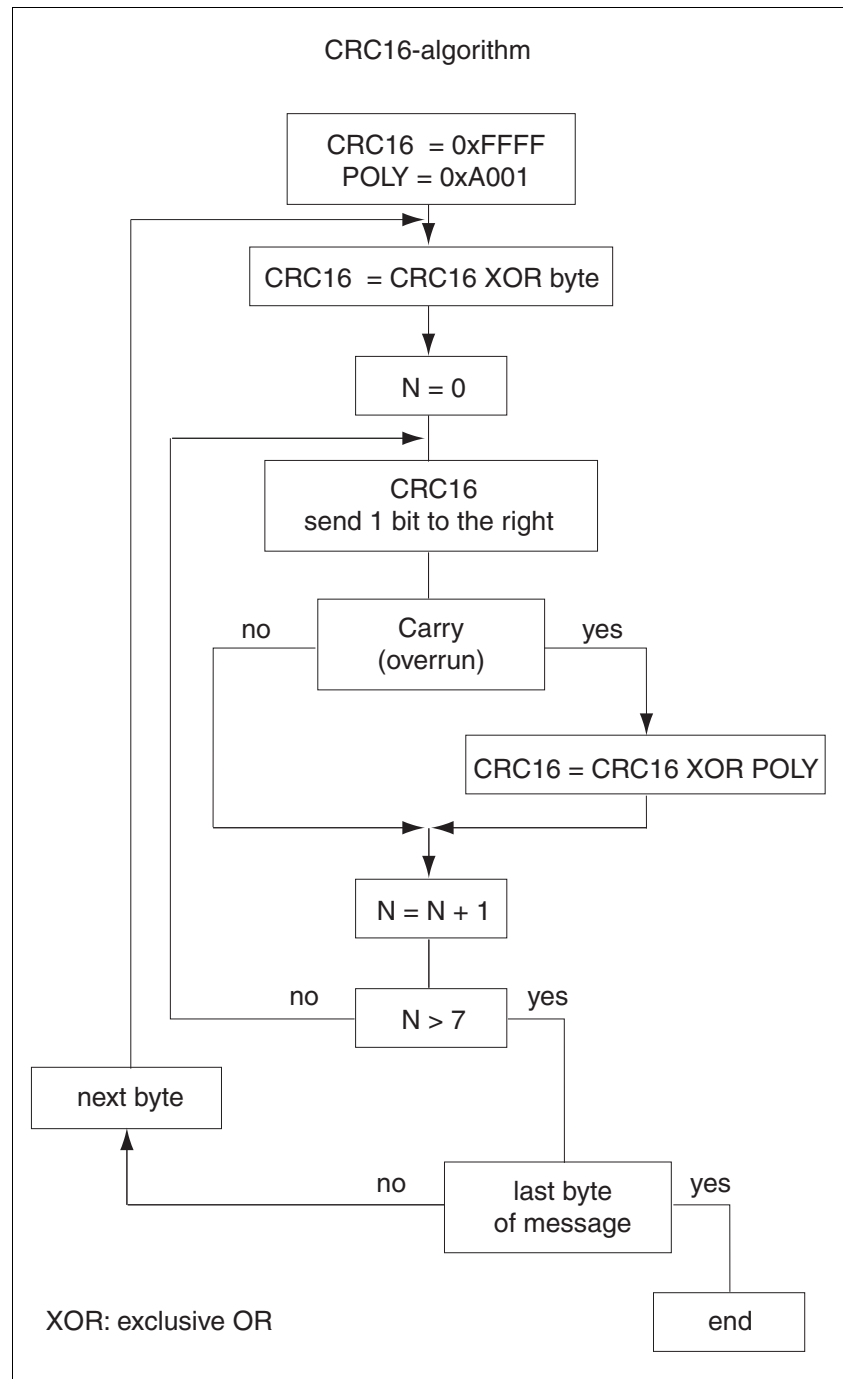 CRC16-algorithm
CRC16 = 0xFFFF
POLY = 0xA001
CRC16 = CRC16 XOR byte
N = 0
CRC16
send 1 bit to the right
no
Carry
(overrun)
yes
CRC16 = CRC16 XOR POLY
N = N + 1
no
N > 7
yes
next byte
no
last byte
of message
yes
XOR: exclusive OR
end